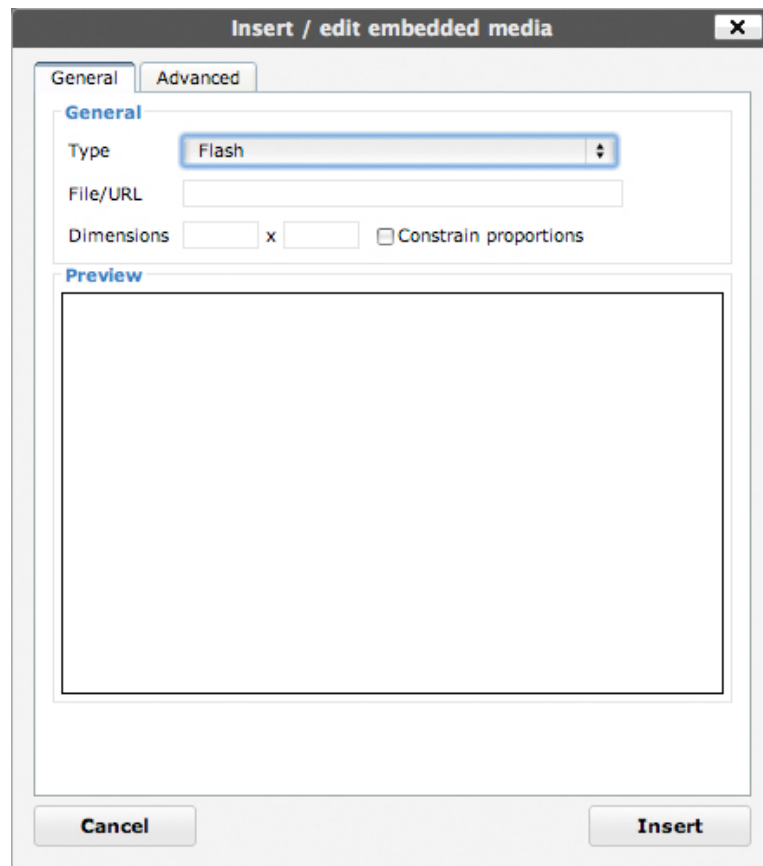 Insert / edit embedded media
General Advanced
General
Type Flash
File/URL
Dimensions x Constrain proportions
Preview
Cancel Insert